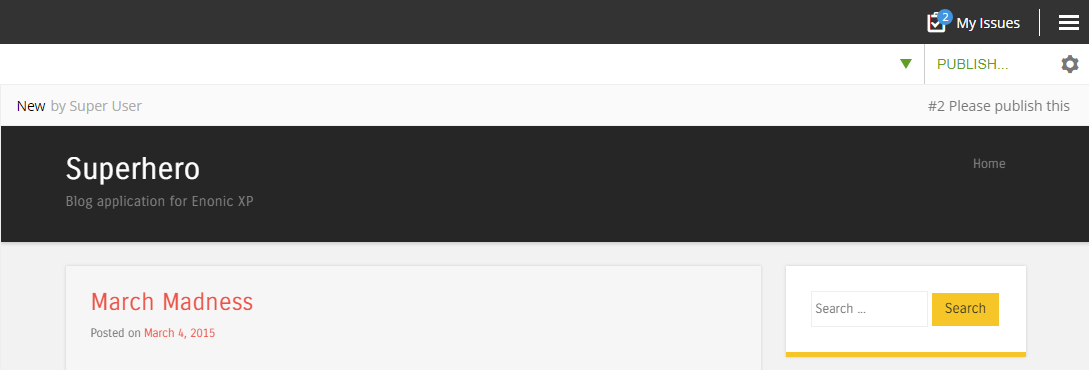 2 My Issues
PUBLISH...
New by Super User #2 Please publish this
Superhero Home
Blog application for Enonic XP
March Madness
Posted on March 4, 2015
Search ... Search